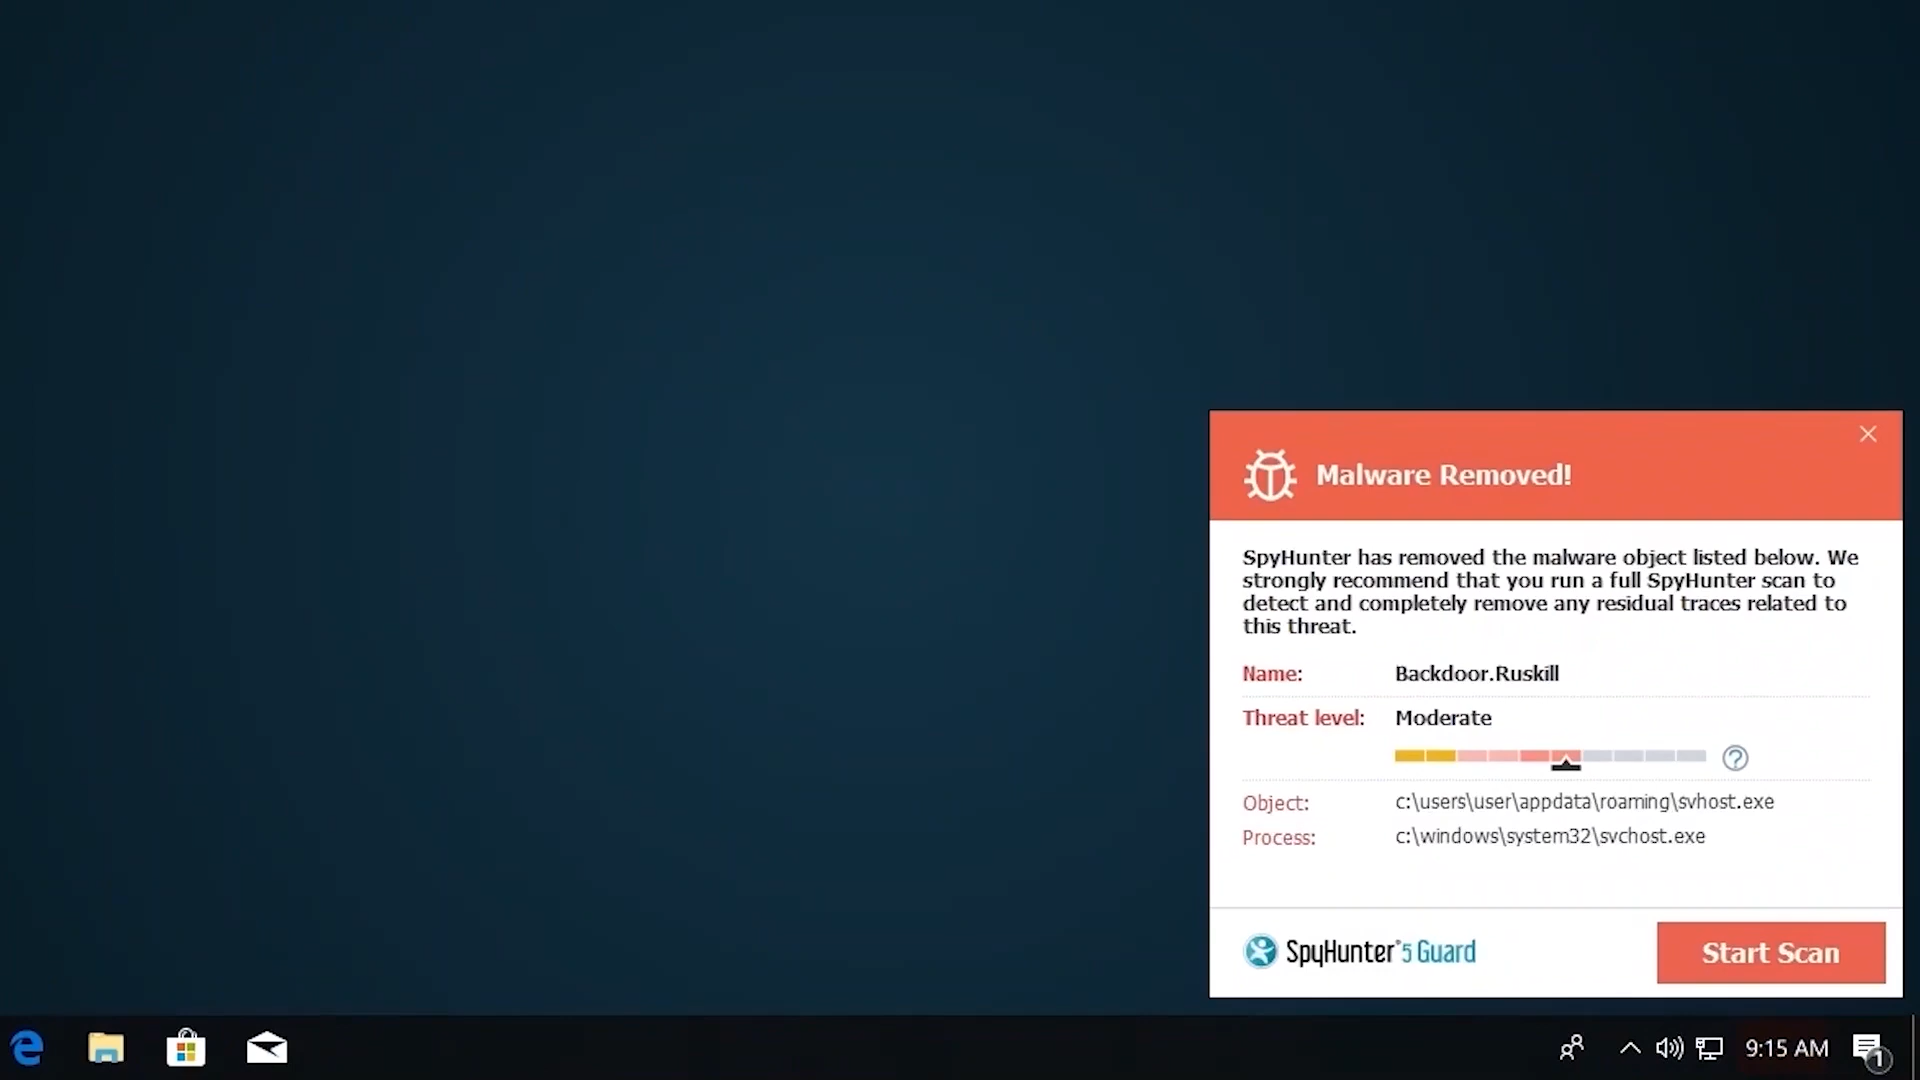 Malware Removed!
SpyHunter has removed the malware object listed below. We
strongly recommend that you run a full SpyHunter scan to
detect and completely remove any residual traces related to
this threat.
Name: Backdoor.Ruskill
Threat level: Moderate
?
Object: c:\users\user\appdata\roaming\svhost.exe
Process: c:\windows\system32\svchost.exe
SpyHunter® 5 Guard
Start Scan
9:15 AM
1